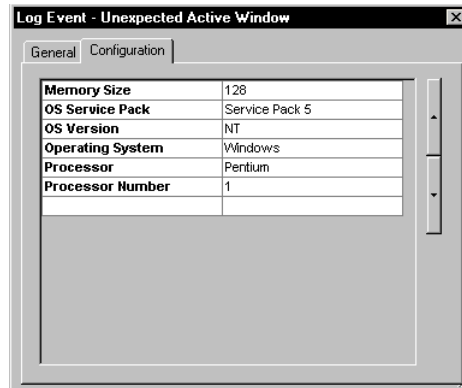 Log Event - Unexpected Active Window
General Configuration
Memory Size 128
OS Service Pack Service Pack 5
OS Version NT
Operating System Windows
Processor Pentium
Processor Number 1